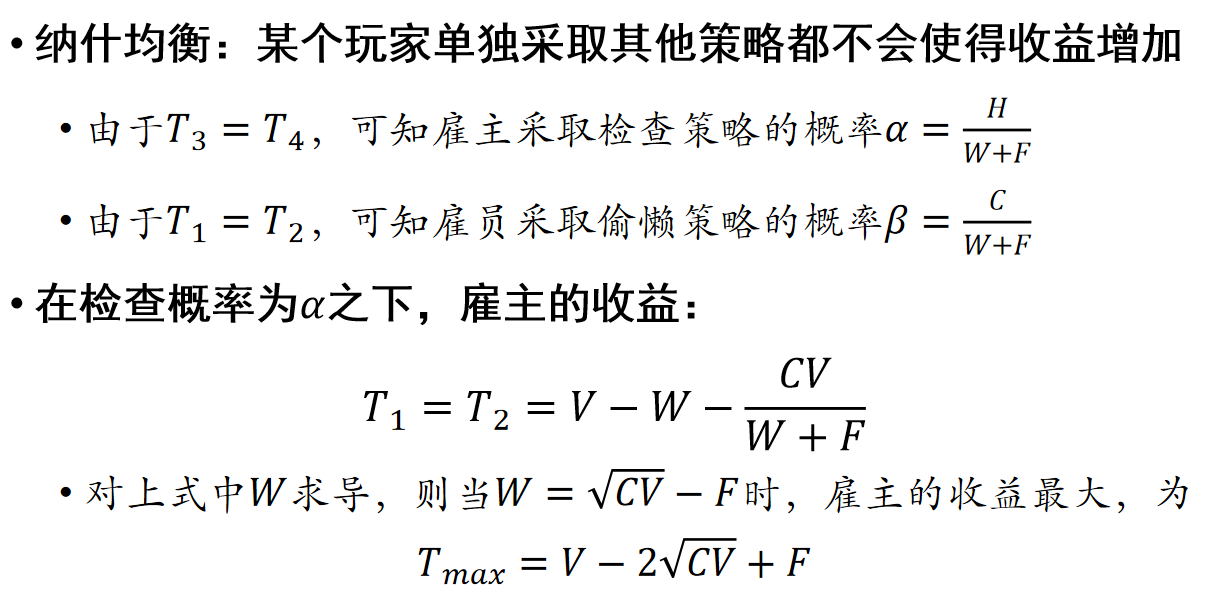 • 纳什均衡：某个玩家单独采取其他策略都不会使得收益增加
• 由于T₃ = T₄，可知雇主采取检查策略的概率α = H/(W+F)
• 由于T₁ = T₂，可知雇员采取偷懒策略的概率β = C/(W+F)
• 在检查概率为α之下，雇主的收益：
T₁ = T₂ = V − W − CV/(W + F)
• 对上式中W求导，则当W = √CV − F时，雇主的收益最大，为
Tₘₐₓ = V − 2√CV + F